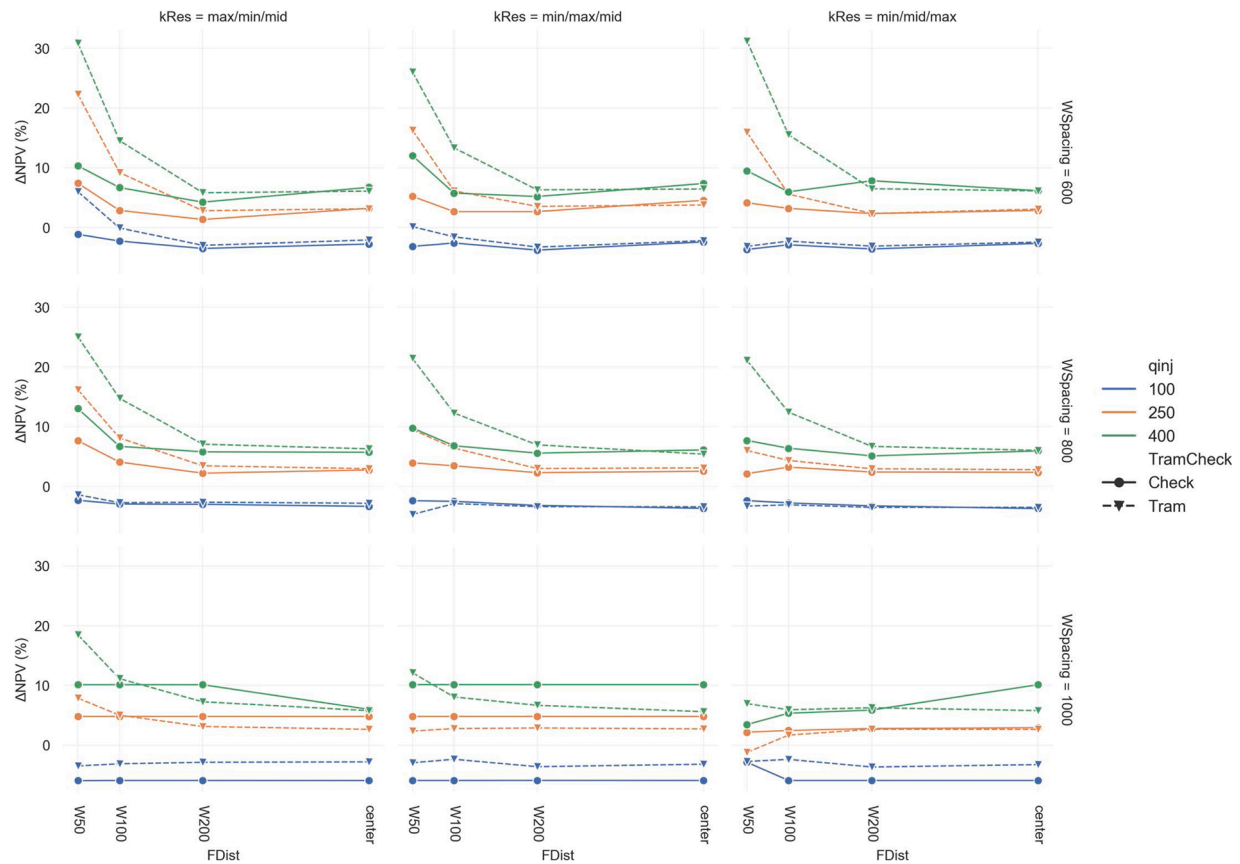 kRes = max/min/mid
kRes = min/max/mid
kRes = min/mid/max
30
20
10
0
ΔNPV (%)
WSpacing = 600
30
20
10
0
ΔNPV (%)
WSpacing = 800
30
20
10
0
ΔNPV (%)
WSpacing = 1000
qinj
100
250
400
TramCheck
Check
Tram
W50
W100
W200
center
W50
W100
W200
center
W50
W100
W200
center
FDist
FDist
FDist